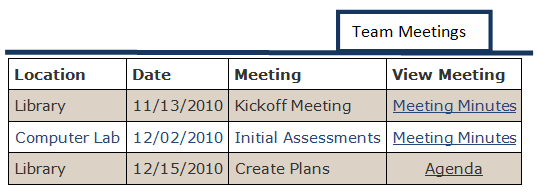 Team Meetings
Location Date Meeting View Meeting
Library 11/13/2010 Kickoff Meeting Meeting Minutes
Computer Lab 12/02/2010 Initial Assessments Meeting Minutes
Library 12/15/2010 Create Plans Agenda